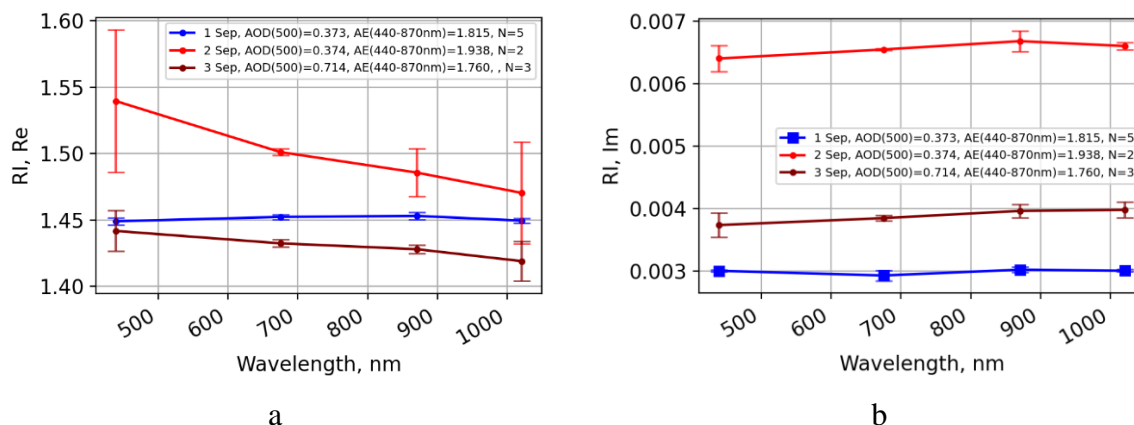 1.60
1.55
1.50
1.45
1.40
RI, Re
1 Sep, AOD(500)=0.373, AE(440-870nm)=1.815, N=5
2 Sep, AOD(500)=0.374, AE(440-870nm)=1.938, N=2
3 Sep, AOD(500)=0.714, AE(440-870nm)=1.760, , N=3
500 600 700 800 900 1000
Wavelength, nm
a
0.007
0.006
0.005
0.004
0.003
RI, Im
1 Sep, AOD(500)=0.373, AE(440-870nm)=1.815, N=5
2 Sep, AOD(500)=0.374, AE(440-870nm)=1.938, N=2
3 Sep, AOD(500)=0.714, AE(440-870nm)=1.760, N=3
500 600 700 800 900 1000
Wavelength, nm
b